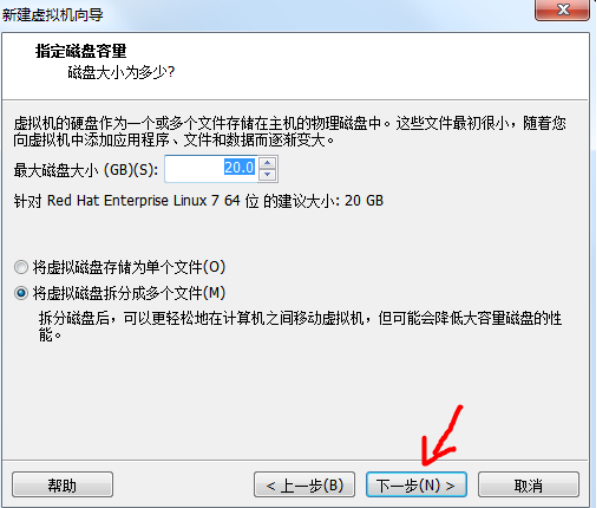 新建虚拟机向导
指定磁盘容量
磁盘大小为多少?
虚拟机的硬盘作为一个或多个文件存储在主机的物理磁盘中。这些文件最初很小，随着您
向虚拟机中添加应用程序、文件和数据而逐渐变大。
最大磁盘大小 (GB)(S): 20.0
针对 Red Hat Enterprise Linux 7 64 位 的建议大小: 20 GB
将虚拟磁盘存储为单个文件(O)
将虚拟磁盘拆分成多个文件(M)
拆分磁盘后，可以更轻松地在计算机之间移动虚拟机，但可能会降低大容量磁盘的性
能。
帮助 < 上一步(B) 下一步(N) > 取消